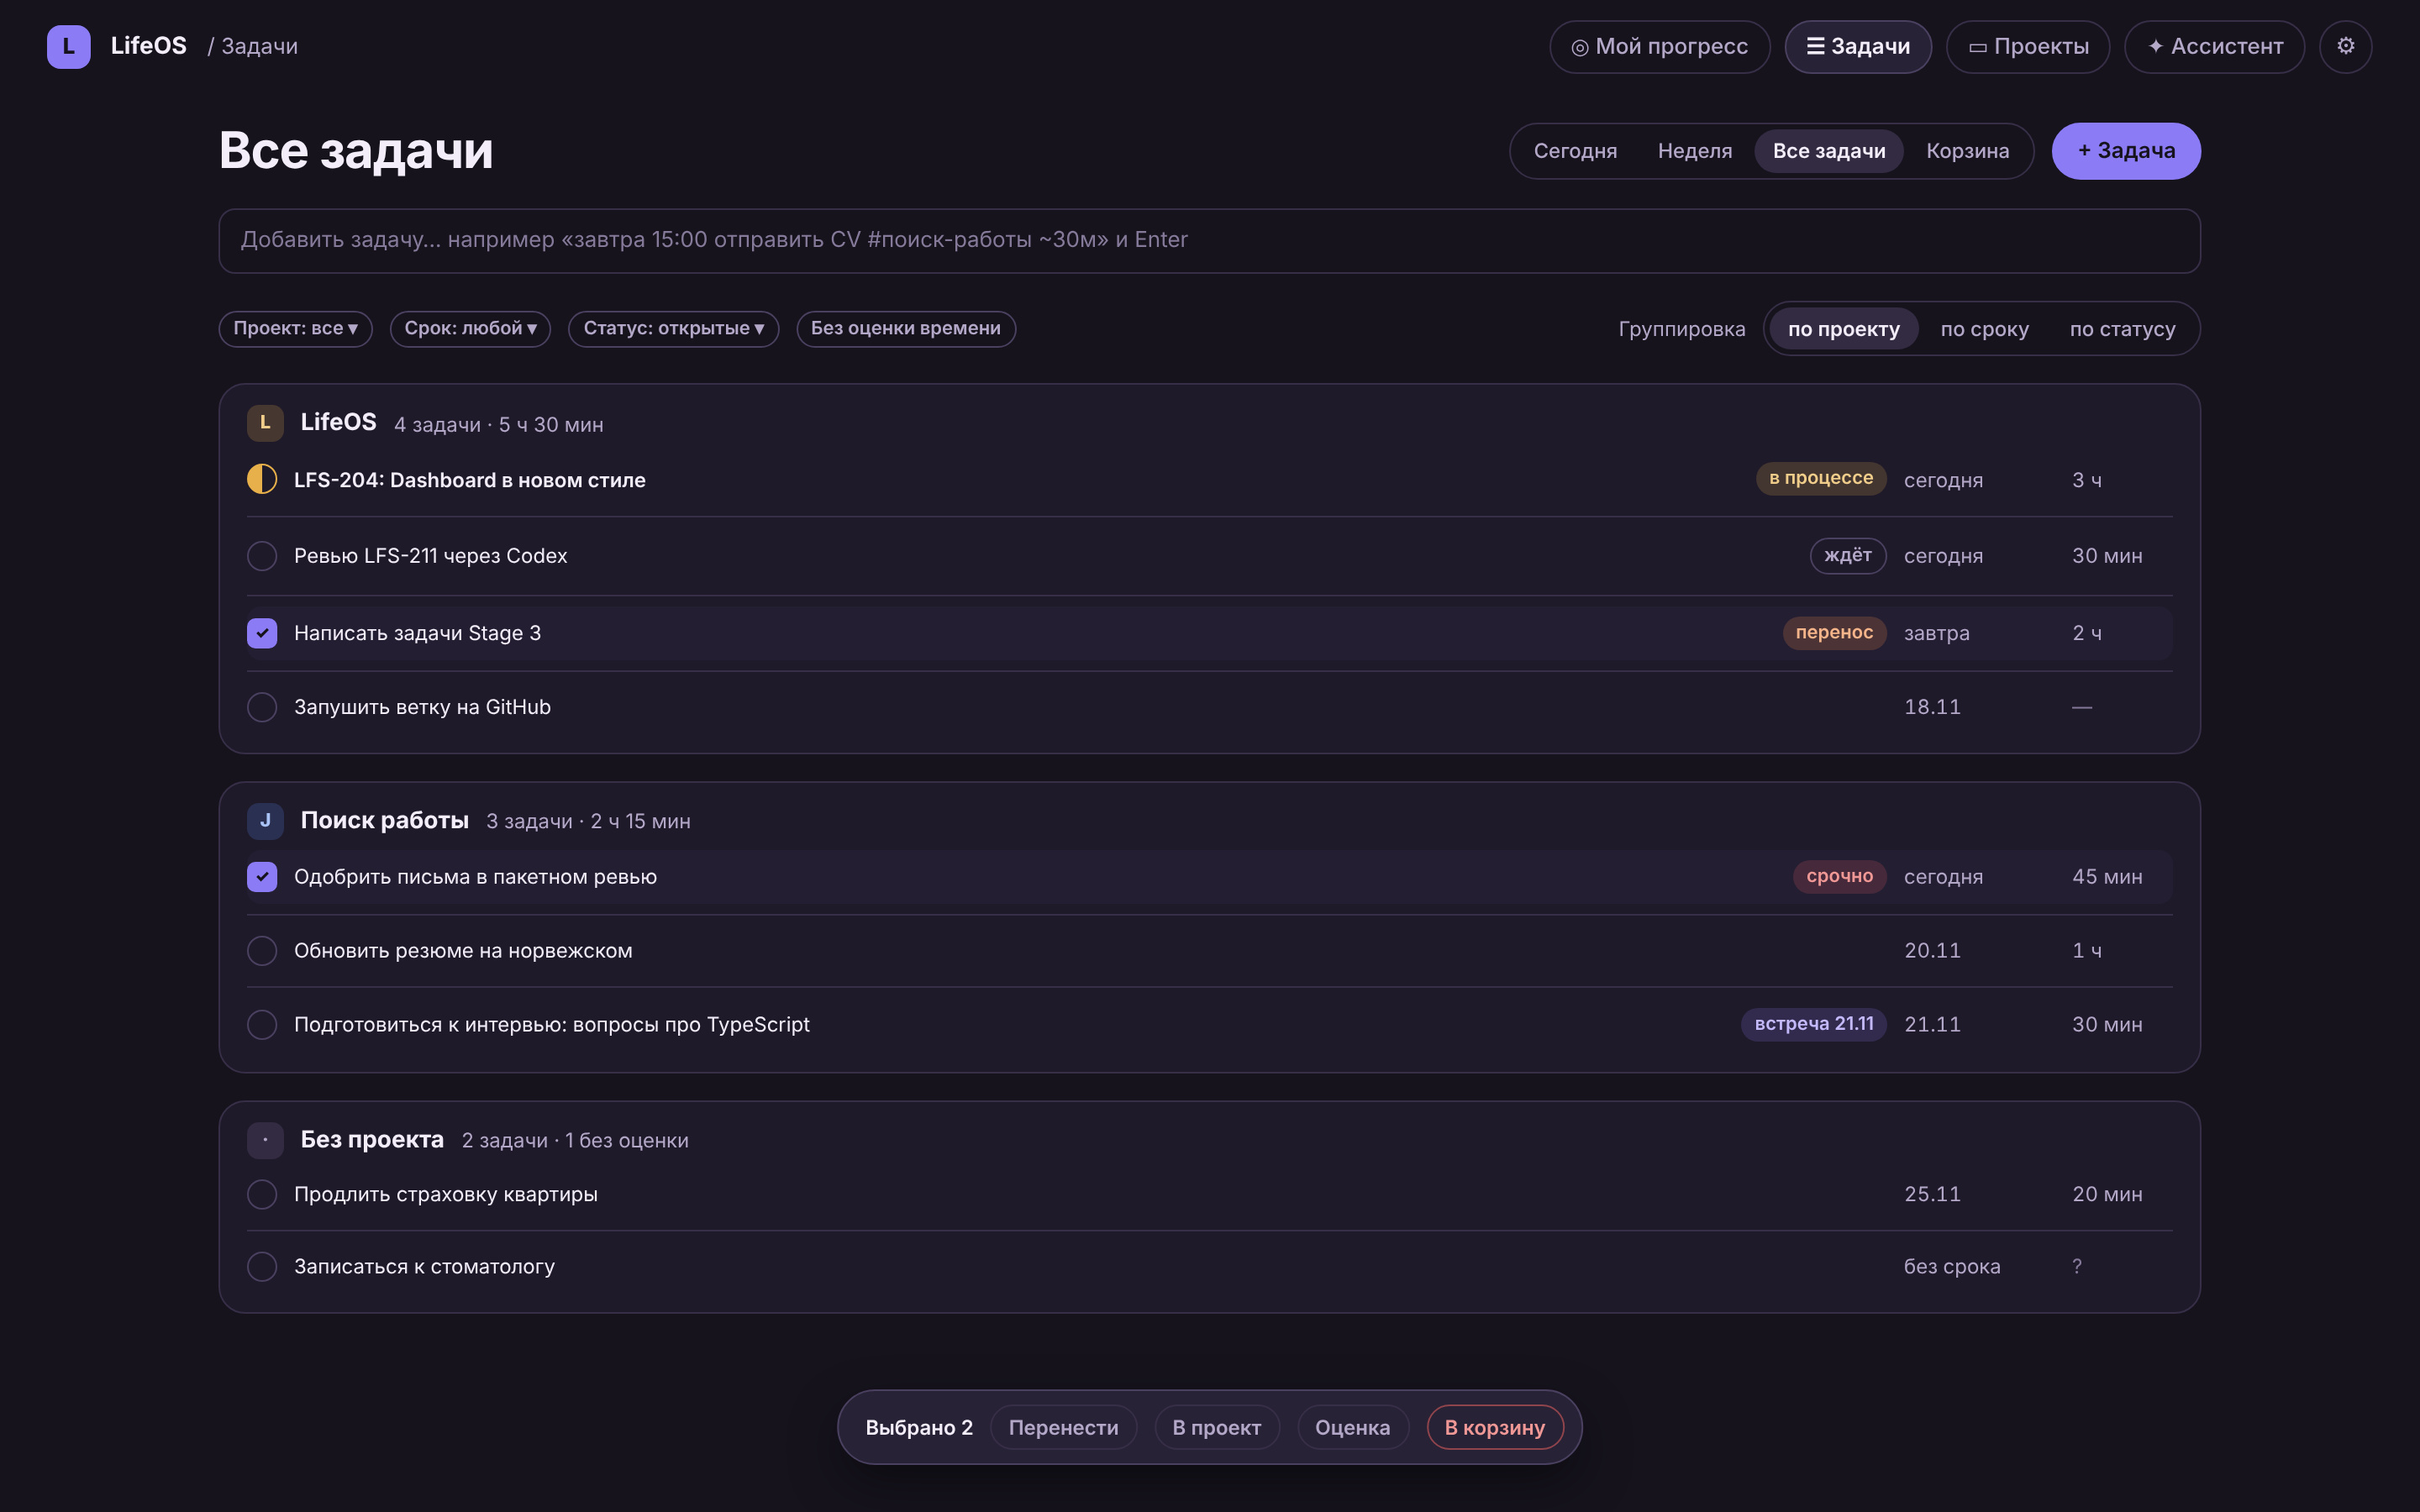 L LifeOS / Задачи ◎ Мой прогресс ☰ Задачи ▭ Проекты ✦ Ассистент ⚙
Все задачи Сегодня Неделя Все задачи Корзина + Задача
Добавить задачу... например «завтра 15:00 отправить CV #поиск-работы ~30м» и Enter
Проект: все ▾ Срок: любой ▾ Статус: открытые ▾ Без оценки времени Группировка по проекту по сроку по статусу
L LifeOS 4 задачи · 5 ч 30 мин
LFS-204: Dashboard в новом стиле в процессе сегодня 3 ч
Ревью LFS-211 через Codex ждёт сегодня 30 мин
Написать задачи Stage 3 перенос завтра 2 ч
Запушить ветку на GitHub 18.11 —
J Поиск работы 3 задачи · 2 ч 15 мин
Одобрить письма в пакетном ревью срочно сегодня 45 мин
Обновить резюме на норвежском 20.11 1 ч
Подготовиться к интервью: вопросы про TypeScript встреча 21.11 21.11 30 мин
· Без проекта 2 задачи · 1 без оценки
Продлить страховку квартиры 25.11 20 мин
Записаться к стоматологу без срока ?
Выбрано 2 Перенести В проект Оценка В корзину